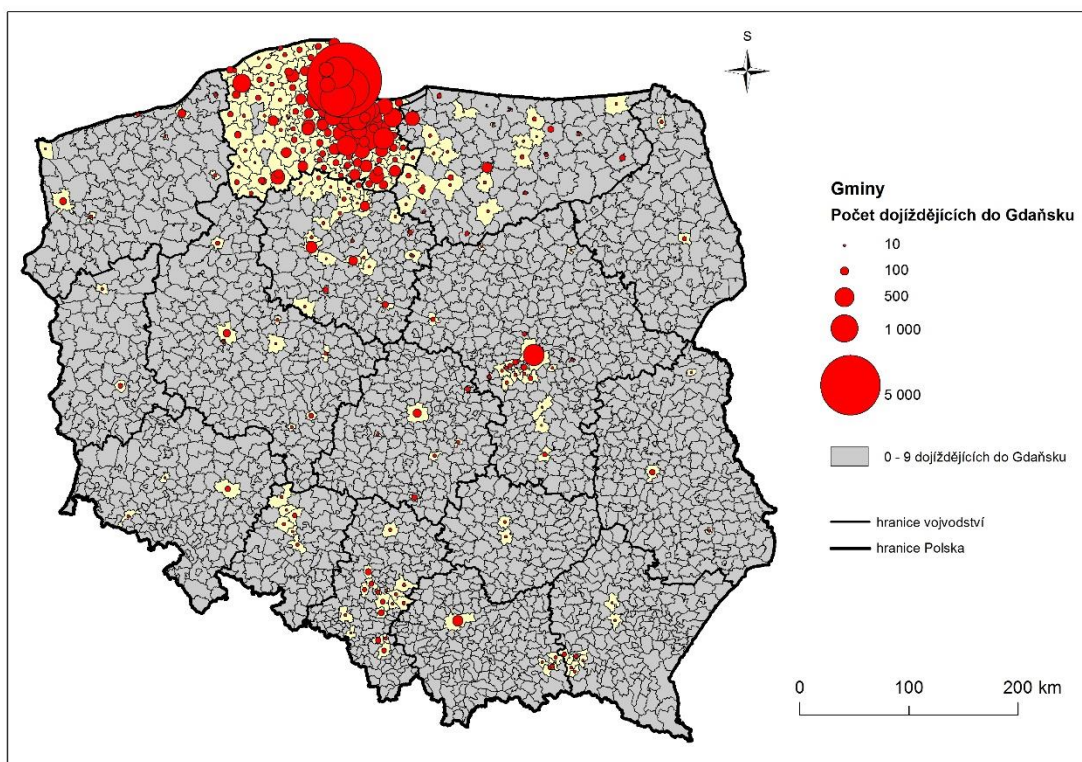 S
Gminy
Počet dojíždějících do Gdaňsku
10
100
500
1 000
5 000
0 - 9 dojíždějících do Gdaňsku
hranice vojvodství
hranice Polska
0 100 200 km